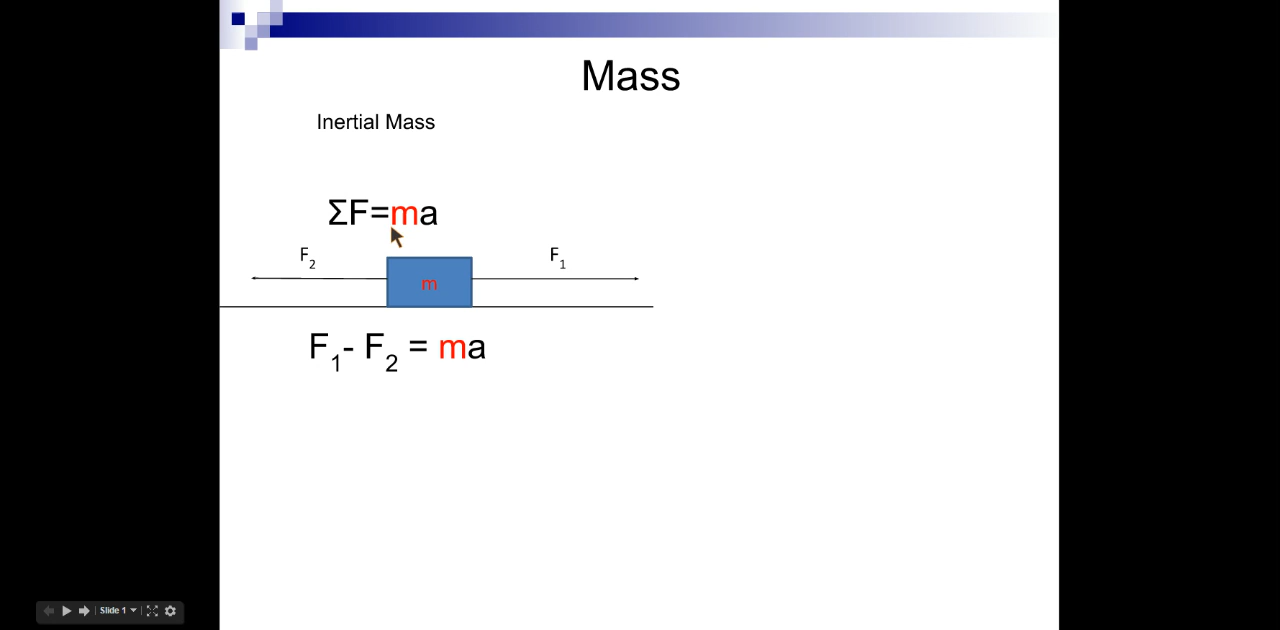 Mass
Inertial Mass
ΣF=ma
F2
F1
m
F1- F2 = ma
Slide 1